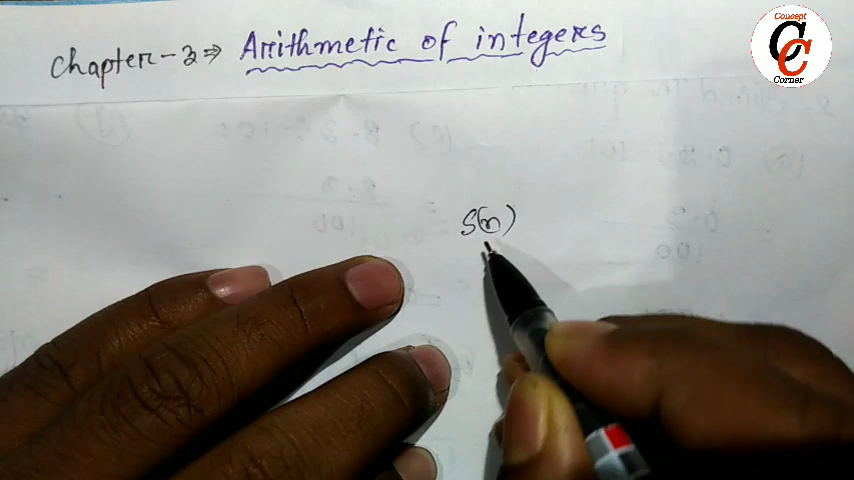 Chapter-2⇒ Arithmetic of integers
S(n)
Concept
CC
Corner